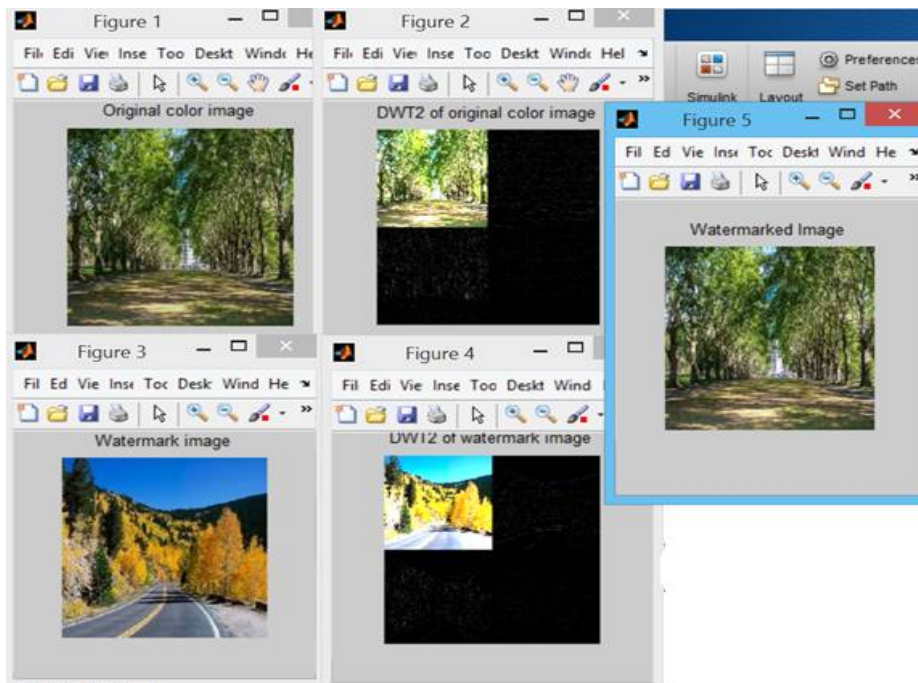 Figure 1
Fil Edi Vie Inse Too Deskt Windo He
Original color image
Figure 2
Fil Edi Vie Inse Too Deskt Windo Hel
DWT2 of original color image
Preferences
Simulink Layout Set Path
Figure 5
Fil Ed Vie Inse Toc Deskt Wind He
Watermarked Image
Figure 3
Fil Ed Vie Inse Toc Desk Wind He
Watermark image
Figure 4
Fil Edi Vie Inse Too Deskt Wind
DWT2 of watermark image